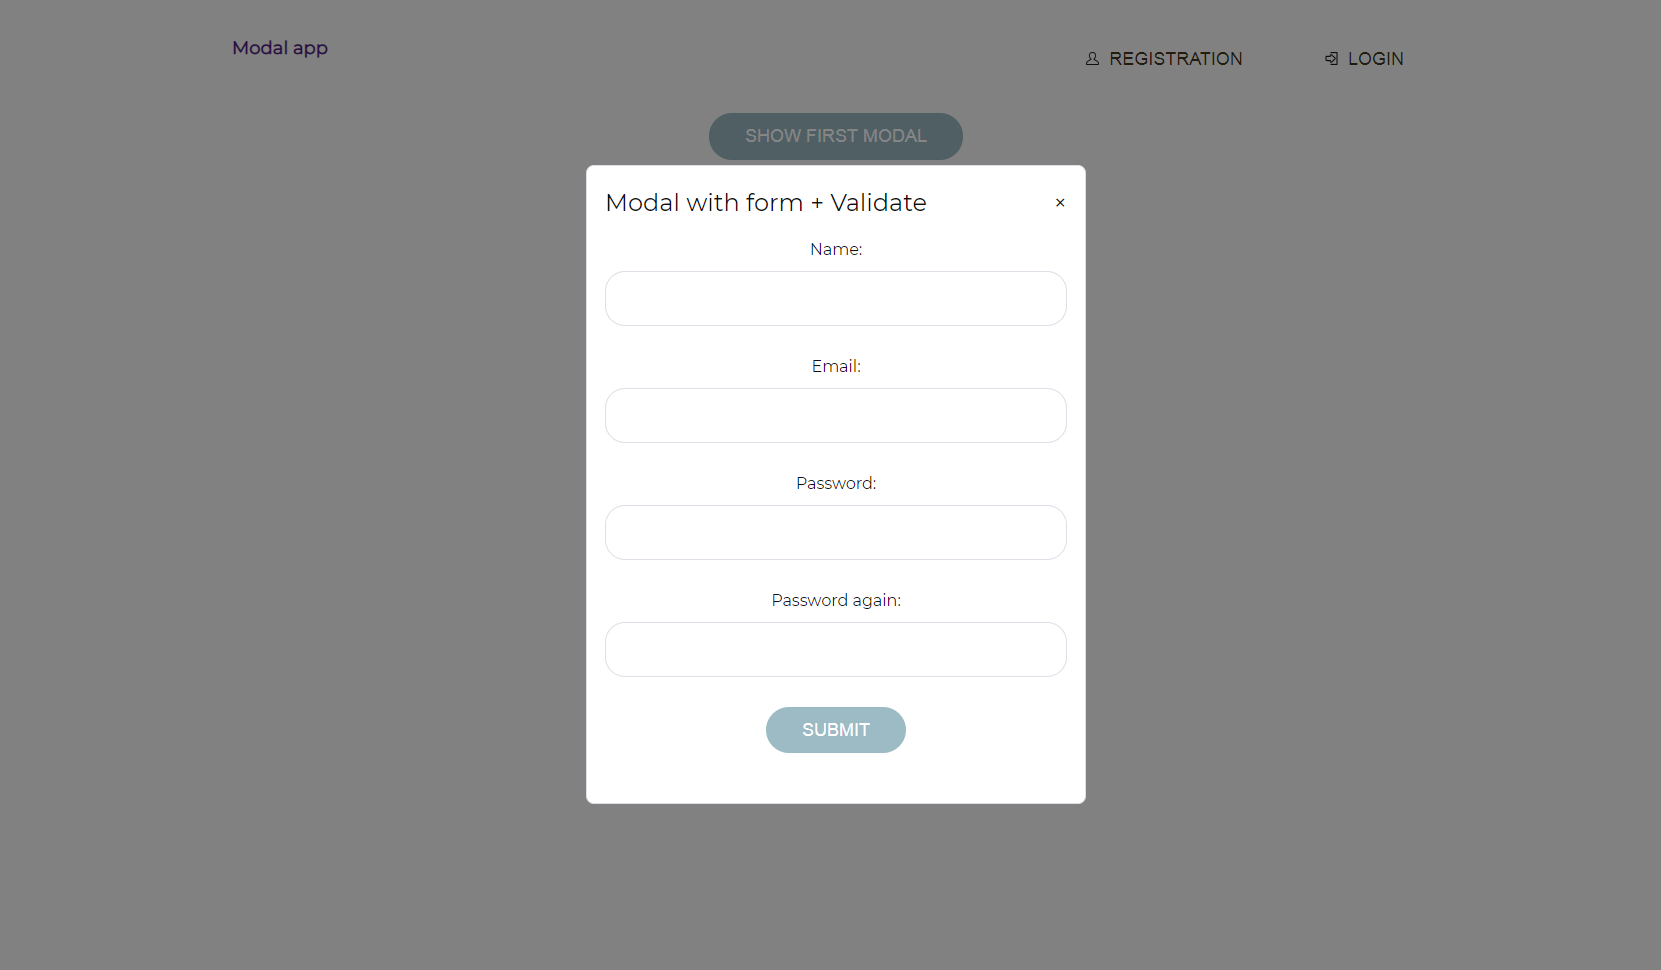 Modal app
REGISTRATION
LOGIN
SHOW FIRST MODAL
Modal with form + Validate
×
Name:
Email:
Password:
Password again:
SUBMIT